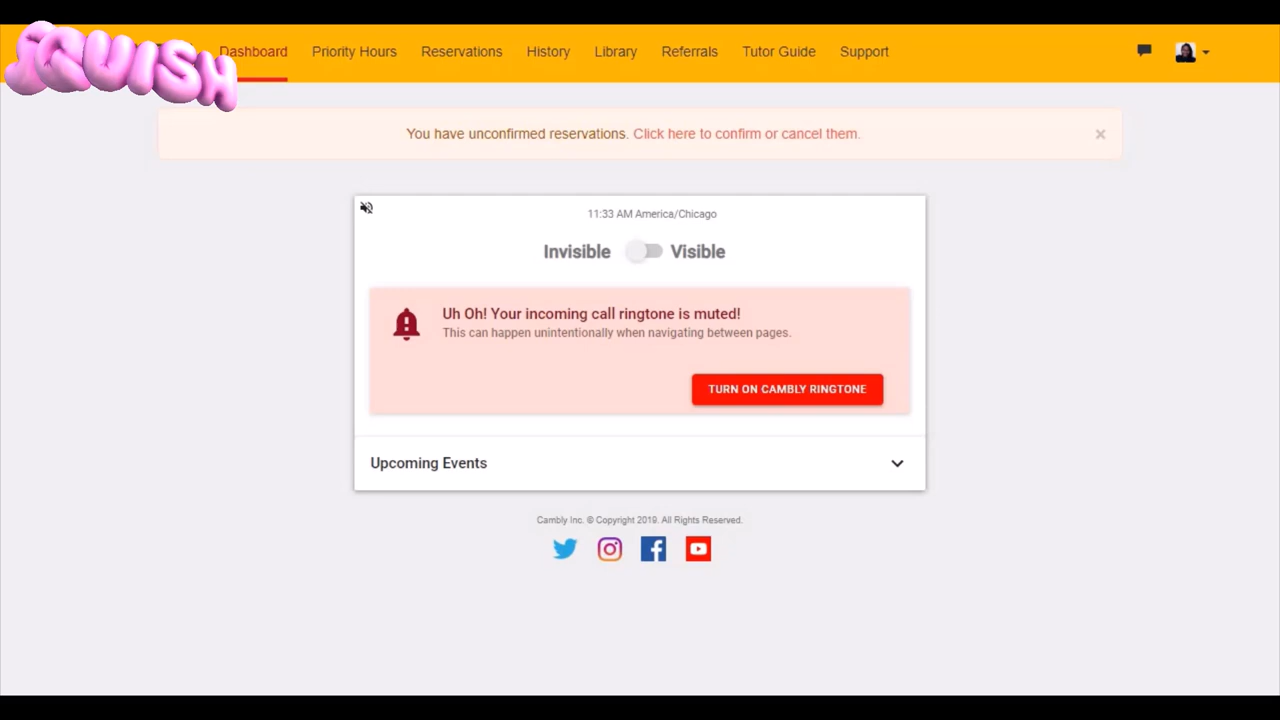 SQUISH
Dashboard Priority Hours Reservations History Library Referrals Tutor Guide Support
You have unconfirmed reservations. Click here to confirm or cancel them. ×
11:33 AM America/Chicago
Invisible Visible
Uh Oh! Your incoming call ringtone is muted!
This can happen unintentionally when navigating between pages.
TURN ON CAMBLY RINGTONE
Upcoming Events
Cambly Inc. © Copyright 2019. All Rights Reserved.